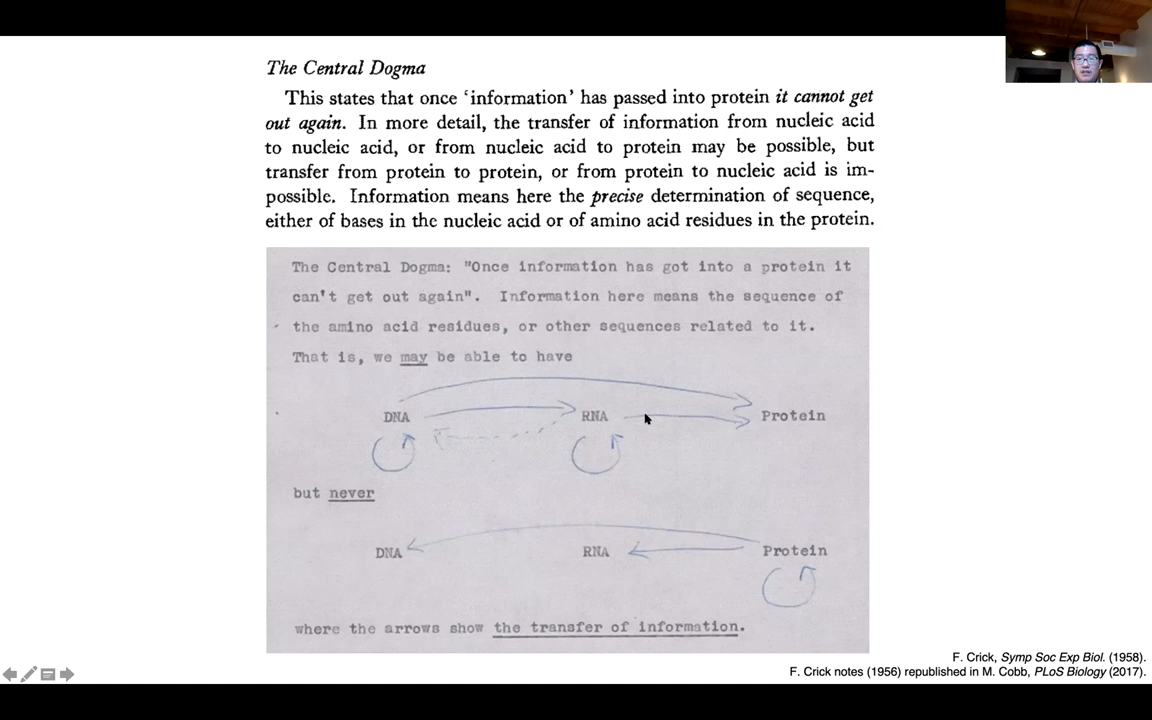 The Central Dogma
This states that once ‘information’ has passed into protein it cannot get
out again. In more detail, the transfer of information from nucleic acid
to nucleic acid, or from nucleic acid to protein may be possible, but
transfer from protein to protein, or from protein to nucleic acid is im-
possible. Information means here the precise determination of sequence,
either of bases in the nucleic acid or of amino acid residues in the protein.
The Central Dogma: "Once information has got into a protein it
can't get out again". Information here means the sequence of
the amino acid residues, or other sequences related to it.
That is, we may be able to have
DNA RNA Protein
but never
DNA RNA Protein
where the arrows show the transfer of information.
F. Crick, Symp Soc Exp Biol. (1958).
F. Crick notes (1956) republished in M. Cobb, PLoS Biology (2017).